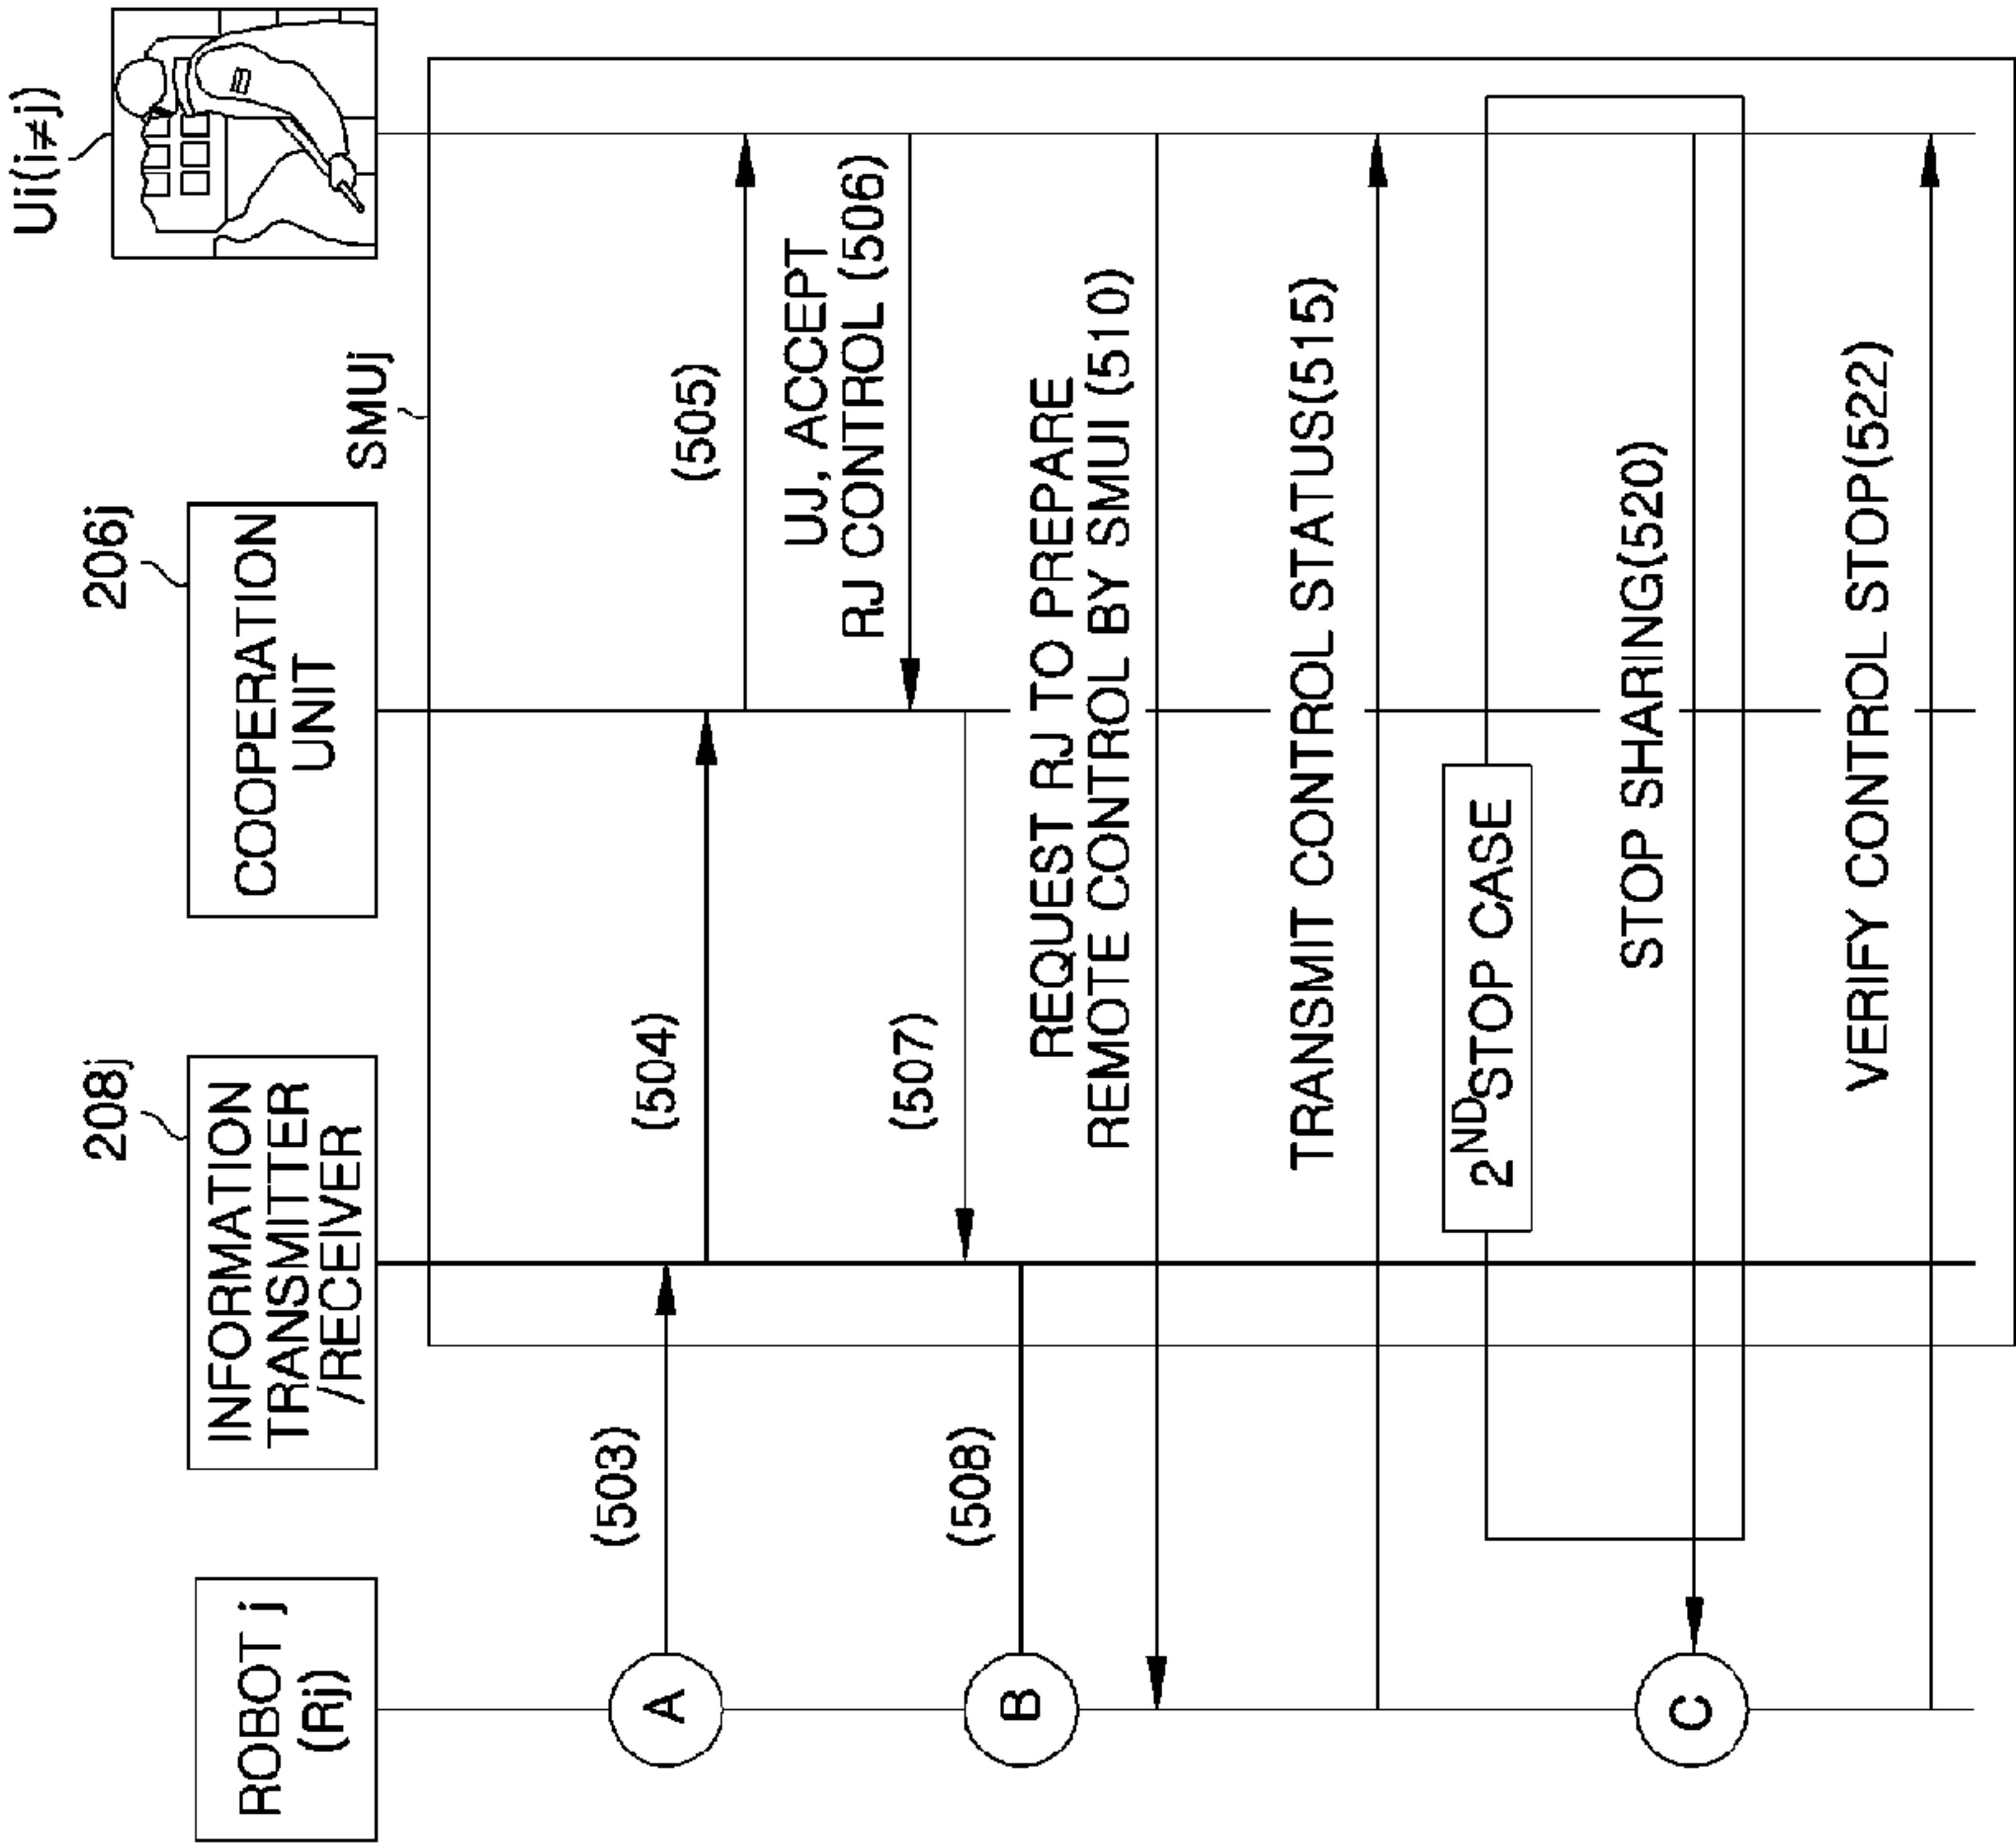 ROBOT j
(Rj)
208j
INFORMATION
TRANSMITTER
/RECEIVER
206j
COOPERATION
UNIT
Ui(i≠j)
SMUj
(503)
A
(504)
(505)
UJ, ACCEPT
RJ CONTROL (506)
(507)
(508)
B
REQUEST RJ TO PREPARE
REMOTE CONTROL BY SMUI (510)
TRANSMIT CONTROL STATUS(515)
2ND STOP CASE
STOP SHARING(520)
C
VERIFY CONTROL STOP(522)